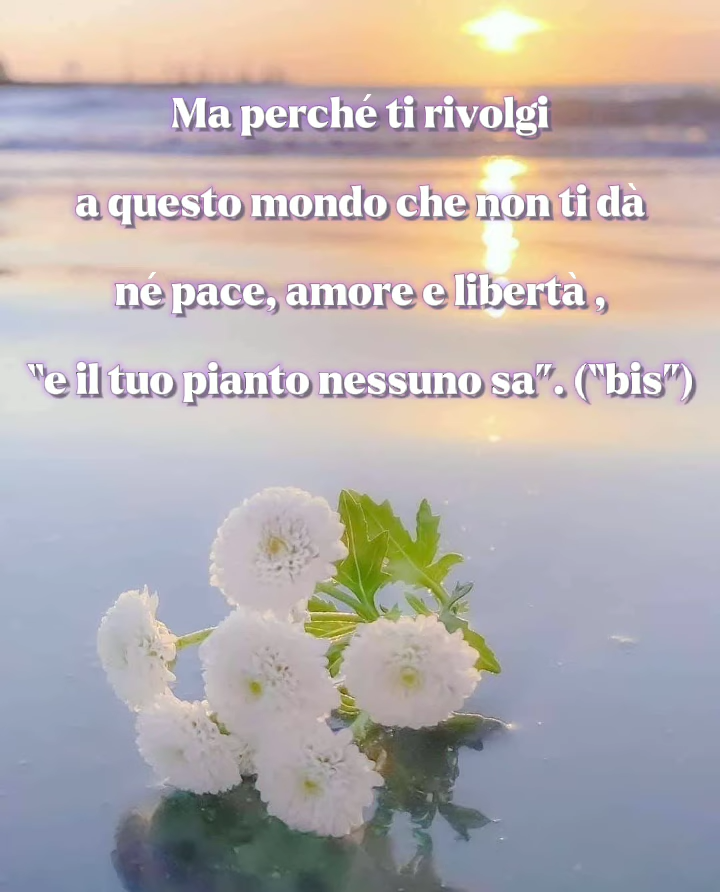 Ma perché ti rivolgi
a questo mondo che non ti dà
né pace, amore e libertà ,
"e il tuo pianto nessuno sa". ("bis")